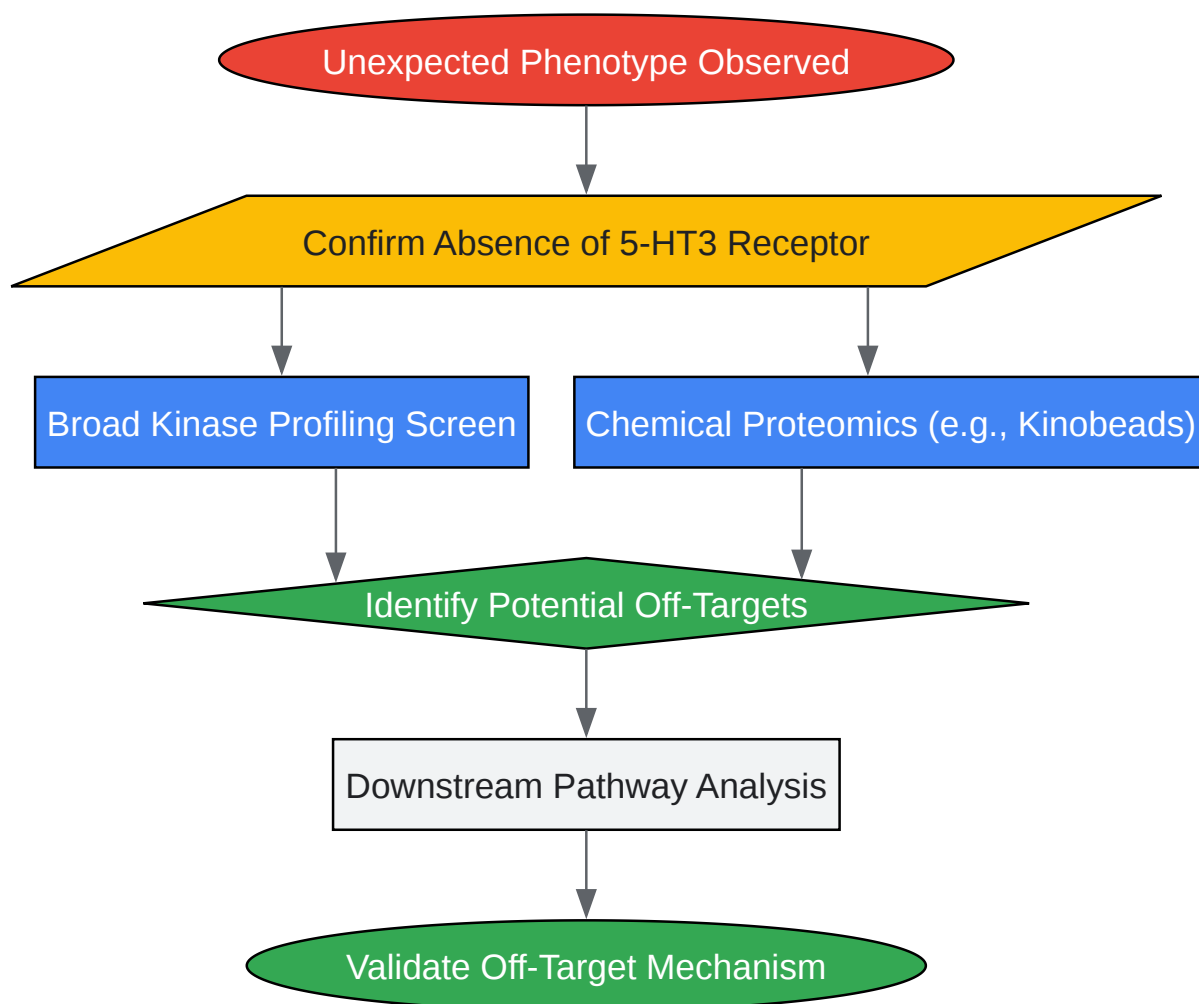 Unexpected Phenotype Observed
Confirm Absence of 5-HT3 Receptor
Broad Kinase Profiling Screen
Chemical Proteomics (e.g., Kinobeads)
Identify Potential Off-Targets
Downstream Pathway Analysis
Validate Off-Target Mechanism